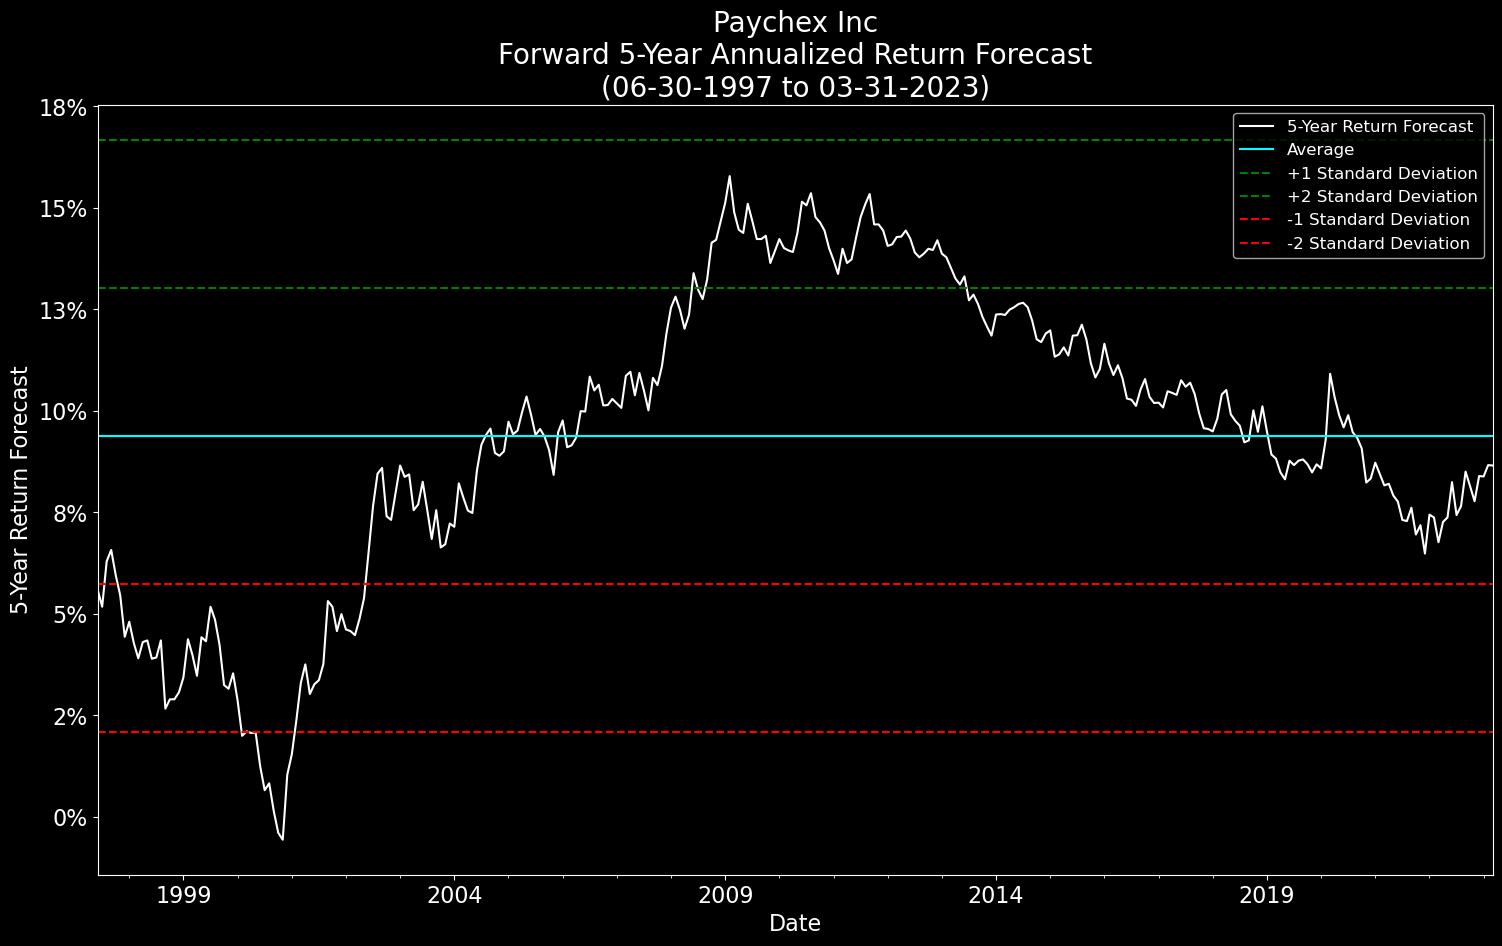 Paychex Inc
Forward 5-Year Annualized Return Forecast
(06-30-1997 to 03-31-2023)
18%
15%
13%
10%
8%
5%
2%
0%
5-Year Return Forecast
5-Year Return Forecast
Average
+1 Standard Deviation
+2 Standard Deviation
-1 Standard Deviation
-2 Standard Deviation
1999 2004 2009 2014 2019
Date